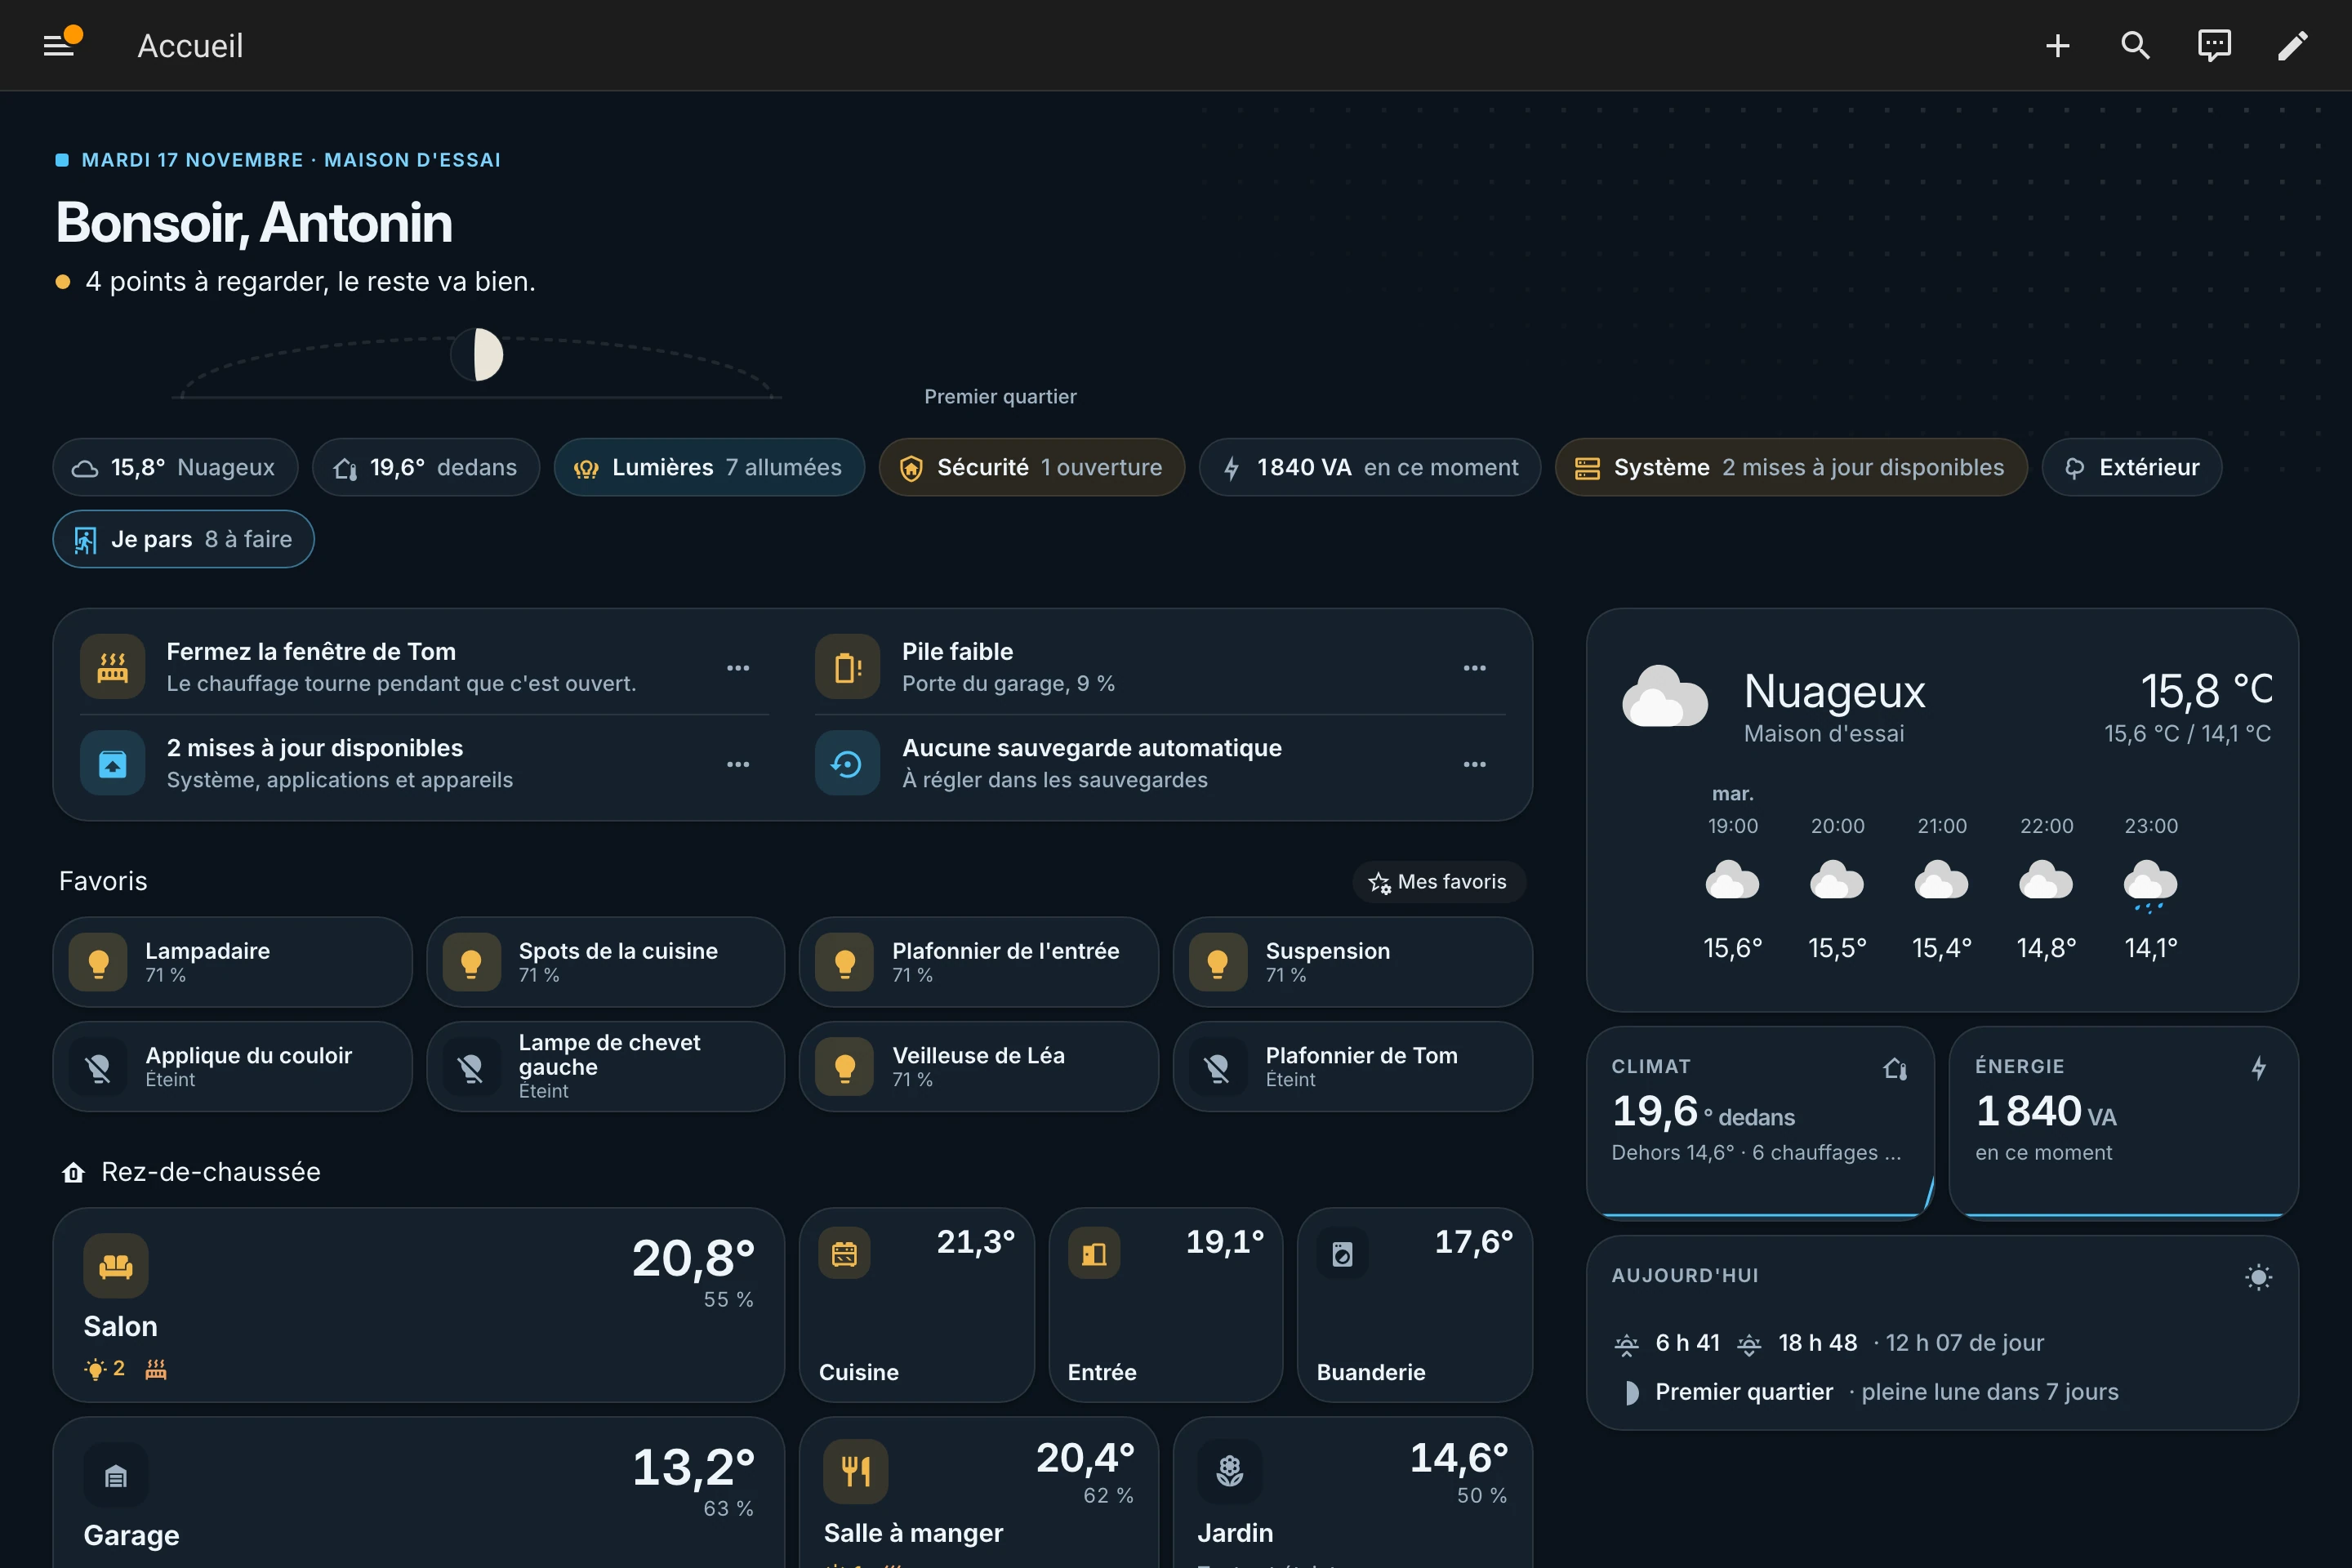 Accueil
MARDI 17 NOVEMBRE · MAISON D'ESSAI
Bonsoir, Antonin
4 points à regarder, le reste va bien.
Premier quartier
15,8° Nuageux
19,6° dedans
Lumières 7 allumées
Sécurité 1 ouverture
1 840 VA en ce moment
Système 2 mises à jour disponibles
Extérieur
Je pars 8 à faire
Fermez la fenêtre de Tom
Le chauffage tourne pendant que c'est ouvert.
Pile faible
Porte du garage, 9 %
2 mises à jour disponibles
Système, applications et appareils
Aucune sauvegarde automatique
À régler dans les sauvegardes
Favoris
Mes favoris
Lampadaire
71 %
Spots de la cuisine
71 %
Plafonnier de l'entrée
71 %
Suspension
71 %
Applique du couloir
Éteint
Lampe de chevet
gauche
Éteint
Veilleuse de Léa
71 %
Plafonnier de Tom
Éteint
Rez-de-chaussée
20,8°
55 %
Salon
2
21,3°
Cuisine
19,1°
Entrée
17,6°
Buanderie
13,2°
63 %
Garage
20,4°
62 %
Salle à manger
14,6°
50 %
Jardin
Nuageux
15,8 °C
Maison d'essai
15,6 °C / 14,1 °C
mar.
19:00 20:00 21:00 22:00 23:00
15,6° 15,5° 15,4° 14,8° 14,1°
CLIMAT
19,6 ° dedans
Dehors 14,6° · 6 chauffages ...
ÉNERGIE
1 840 VA
en ce moment
AUJOURD'HUI
6 h 41 18 h 48 · 12 h 07 de jour
Premier quartier · pleine lune dans 7 jours